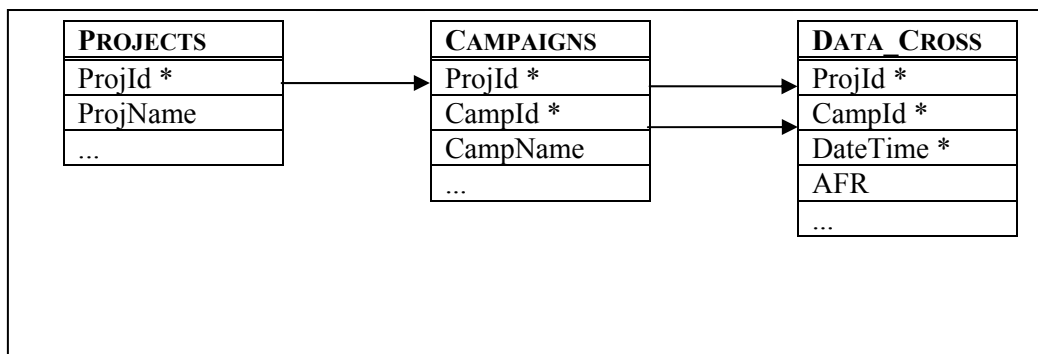 PROJECTS
ProjId *
ProjName
...
CAMPAIGNS
ProjId *
CampId *
CampName
...
DATA_CROSS
ProjId *
CampId *
DateTime *
AFR
...